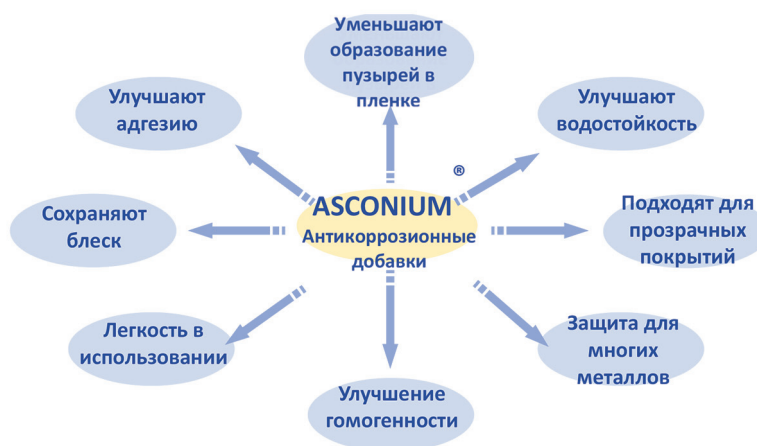 Уменьшают
образование
пузырей в
пленке
Улучшают
адгезию
Улучшают
водостойкость
®
ASCONIUM
Антикоррозионные
добавки
Сохраняют
блеск
Подходят для
прозрачных
покрытий
Легкость в
использовании
Защита для
многих
металлов
Улучшение
гомогенности